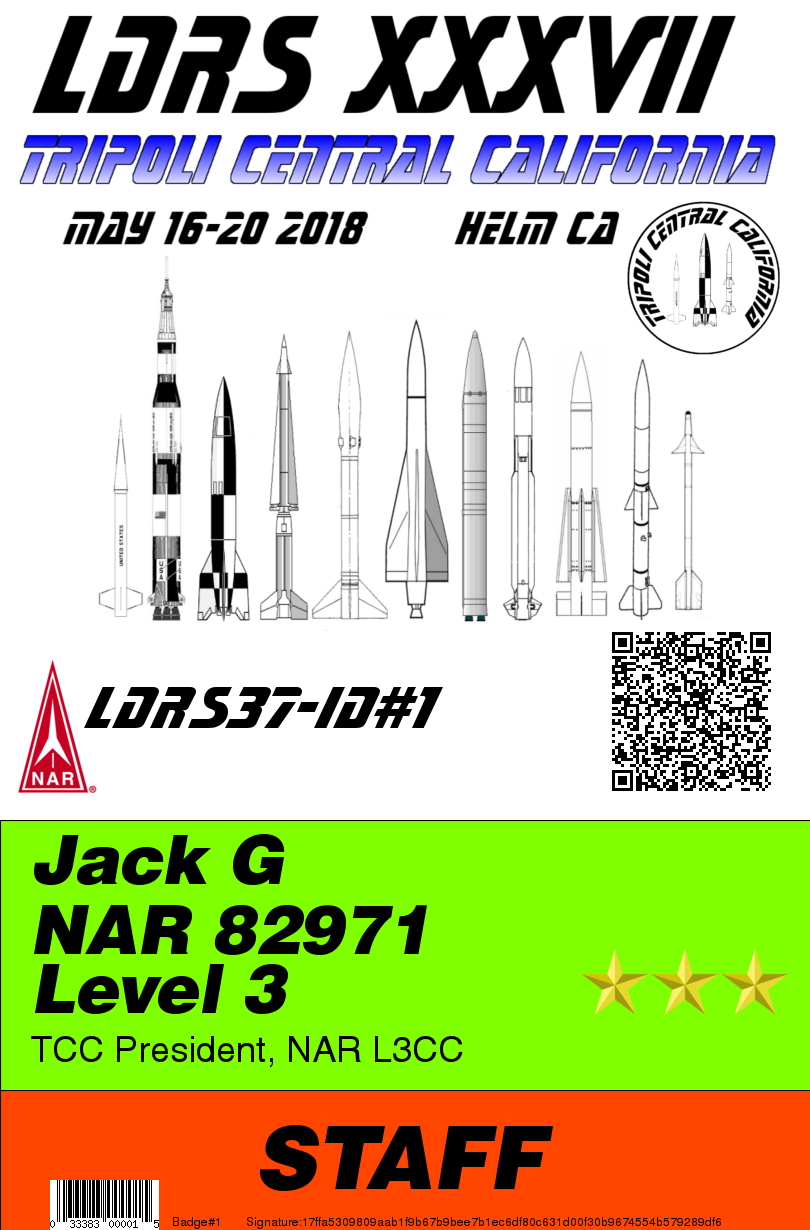 LDRS XXXVII
TRIPOLI CENTRAL CALIFORNIA
MAY 16-20 2018 HELM CA
TRIPOLI CENTRAL CALIFORNIA
UNITED STATES
USA
USA
LDRS37-ID#1
NAR®
Jack G
NAR 82971
Level 3
TCC President, NAR L3CC
STAFF
0 33383 00001 5 Badge#1 Signature:17ffa5309809aab1f9b67b9bee7b1ec6df80c631d00f30b9674554b579289df6